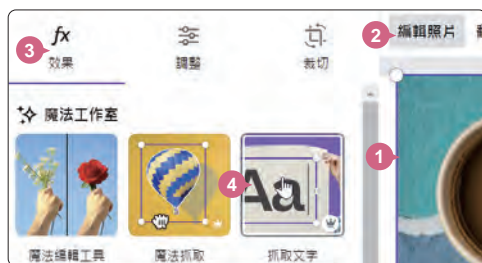 3 fx 效果
調整
裁切
2 編輯照片
魔法工作室
1
4 Aa
魔法編輯工具
魔法抓取
抓取文字